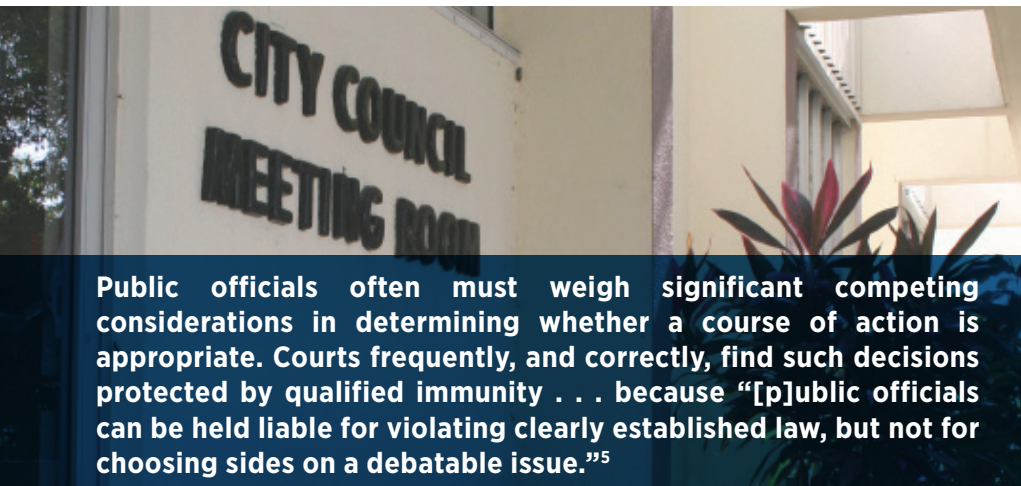 CITY COUNCIL
MEETING ROOM
Public officials often must weigh significant competing
considerations in determining whether a course of action is
appropriate. Courts frequently, and correctly, find such decisions
protected by qualified immunity . . . because “[p]ublic officials
can be held liable for violating clearly established law, but not for
choosing sides on a debatable issue.”5